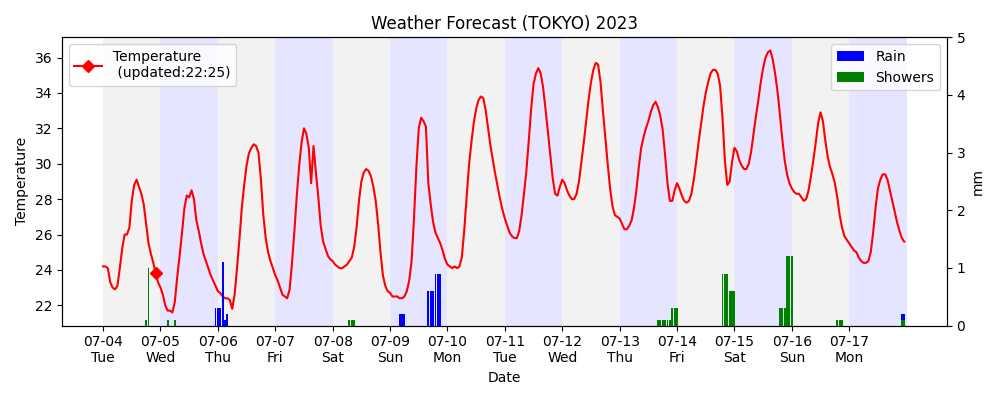 Weather Forecast (TOKYO) 2023
Temperature
(updated:22:25)
Rain
Showers
36
34
32
30
28
26
24
22
Temperature
5
4
3
2
1
0
mm
07-04 07-05 07-06 07-07 07-08 07-09 07-10 07-11 07-12 07-13 07-14 07-15 07-16 07-17
Tue Wed Thu Fri Sat Sun Mon Tue Wed Thu Fri Sat Sun Mon
Date